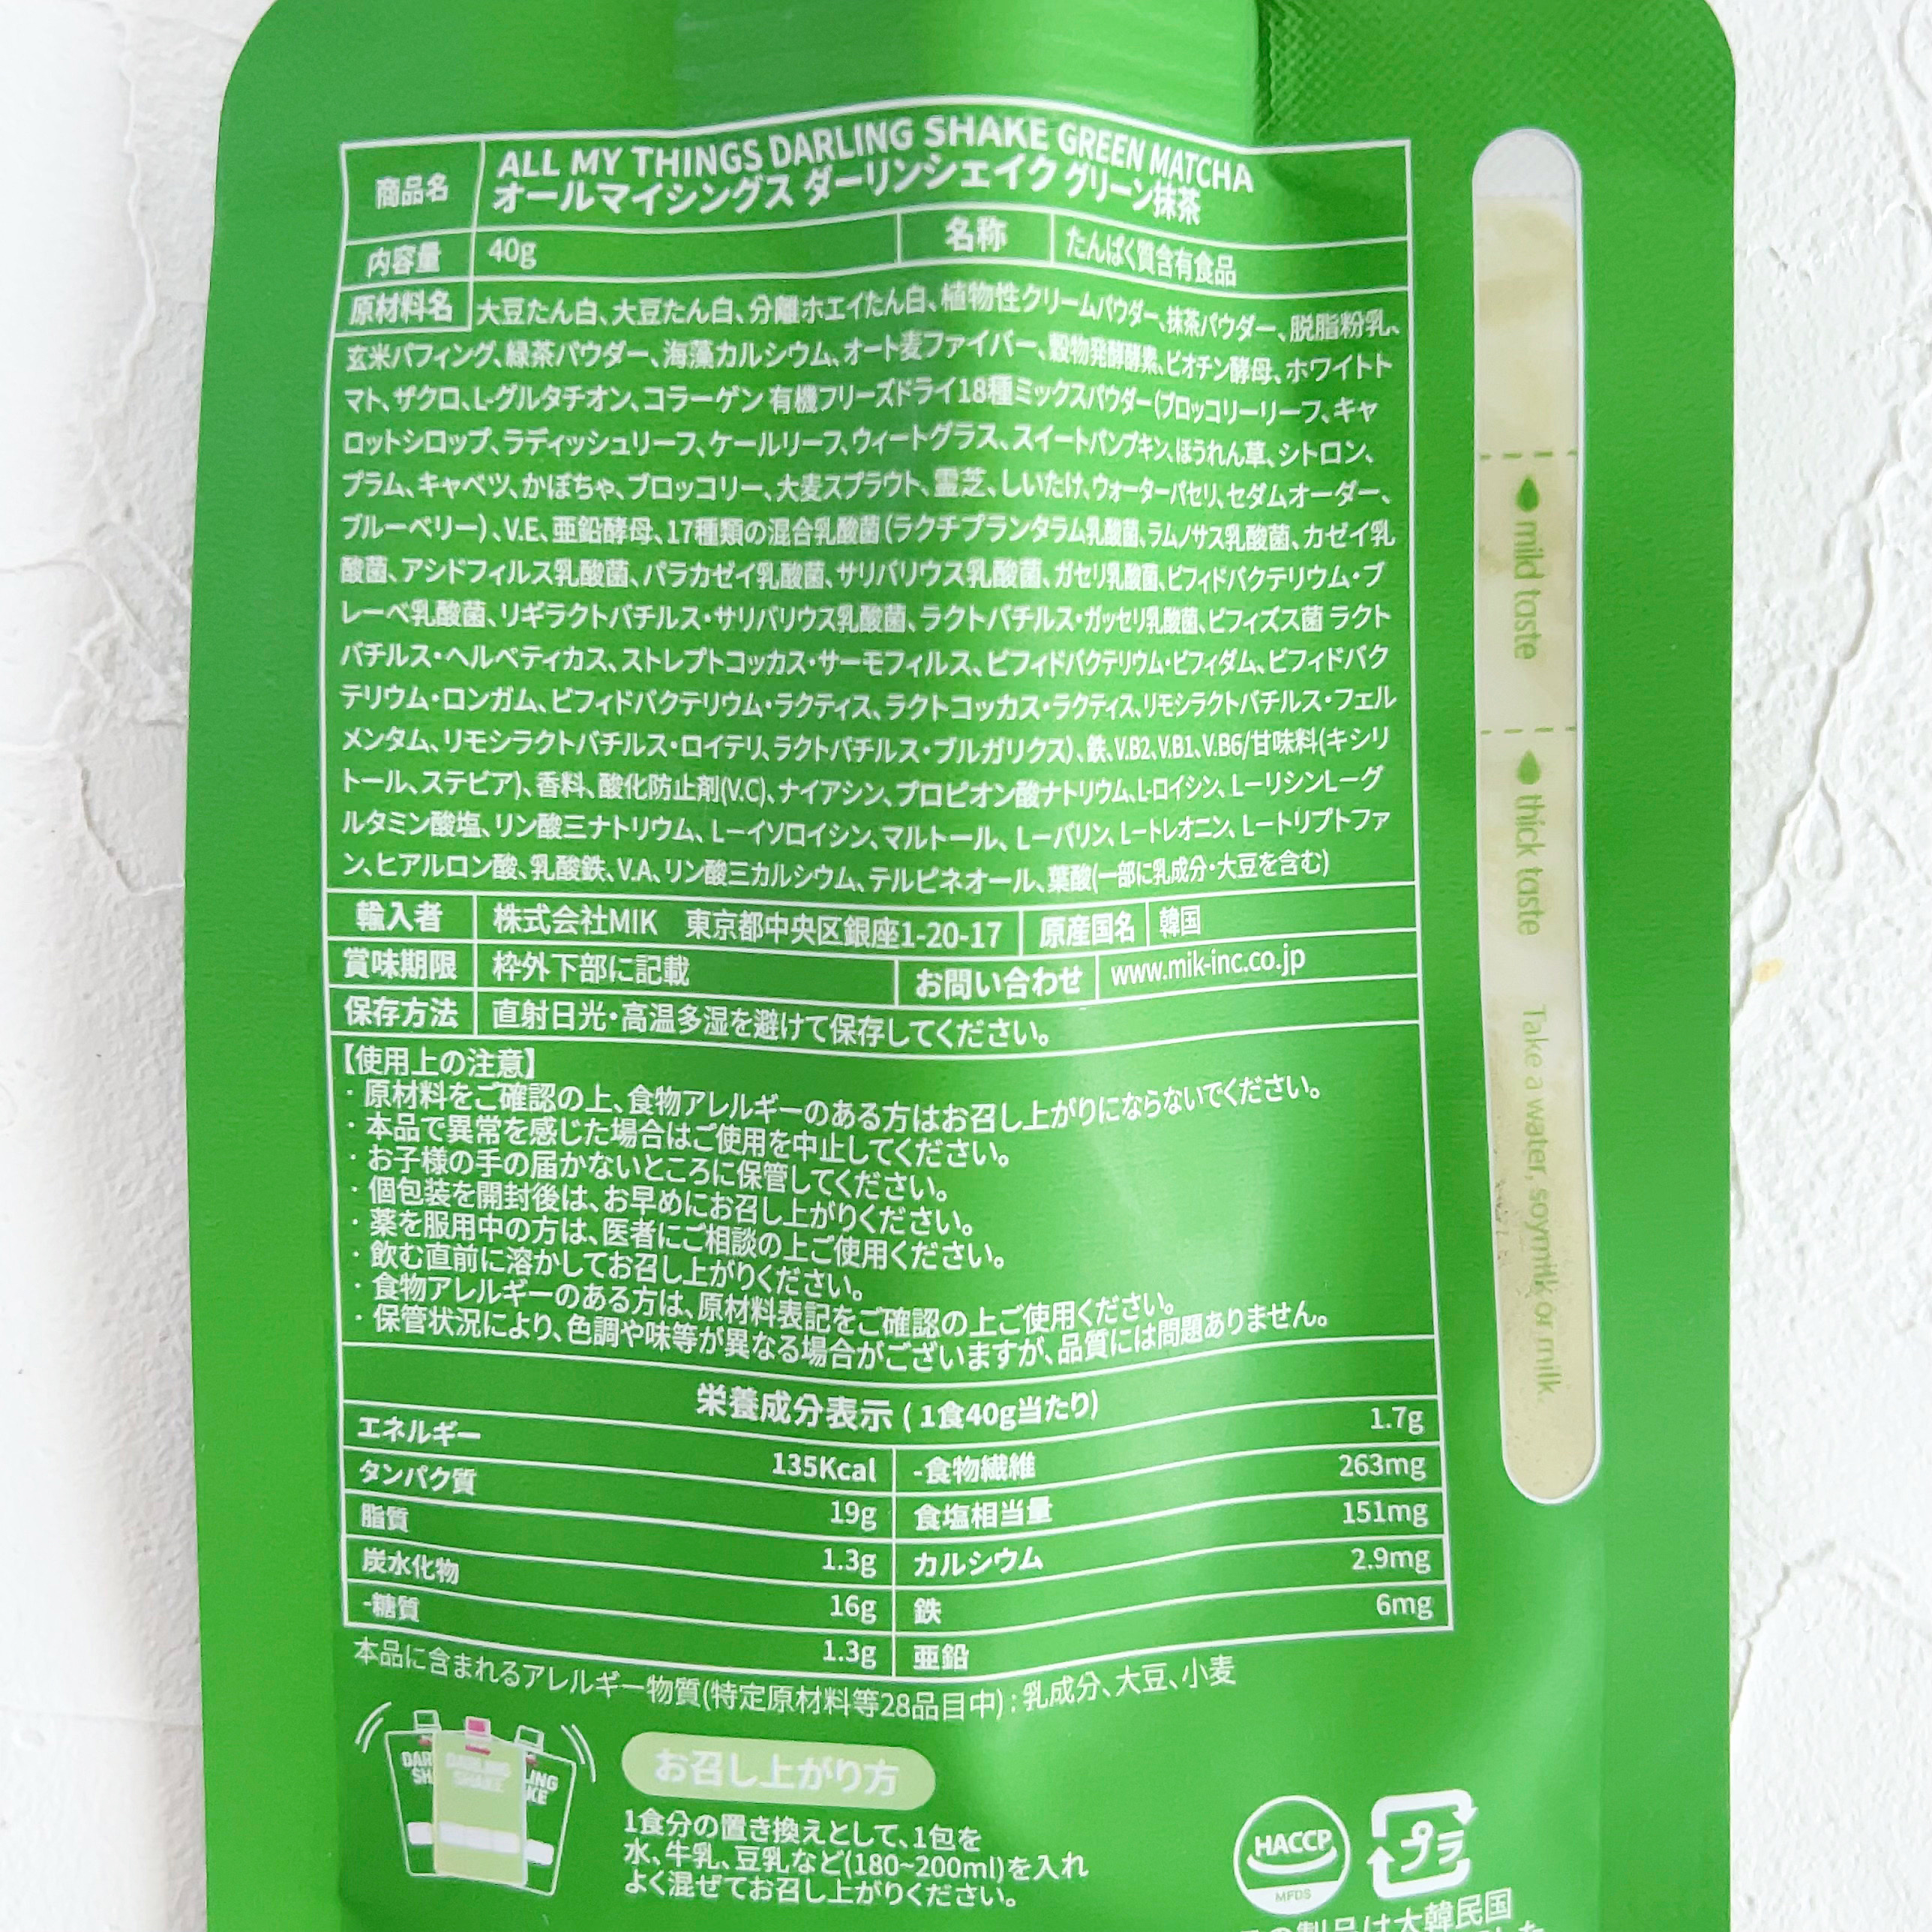 商品名 ALL MY THINGS DARLING SHAKE GREEN MATCHA
オールマイシングス ダーリンシェイク グリーン抹茶
内容量 40g 名称 たんぱく質含有食品
原材料名 大豆たん白、大豆たん白、分離ホエイたん白、植物性クリームパウダー、抹茶パウダー、脱脂粉乳、
玄米パフィング、緑茶パウダー、海藻カルシウム、オート麦ファイバー、穀物発酵酵素、ビオチン酵母、ホワイトト
マト、ザクロ、L-グルタチオン、コラーゲン 有機フリーズドライ18種ミックスパウダー(ブロッコリーリーフ、キャ
ロットシロップ、ラディッシュリーフ、ケールリーフ、ウィートグラス、スイートパンプキン、ほうれん草、シトロン、
プラム、キャベツ、かぼちゃ、ブロッコリー、大麦スプラウト、霊芝、しいたけ、ウォーターパセリ、セダムオーダー、
ブルーベリー)、V.E、亜鉛酵母、17種類の混合乳酸菌(ラクチプランタラム乳酸菌、ラムノサス乳酸菌、カゼイ乳
酸菌、アシドフィルス乳酸菌、パラカゼイ乳酸菌、サリバリウス乳酸菌、ガセリ乳酸菌、ビフィドバクテリウム・ブ
レーベ乳酸菌、リギラクトバチルス・サリバリウス乳酸菌、ラクトバチルス・ガッセリ乳酸菌、ビフィズス菌 ラクト
バチルス・ヘルベティカス、ストレプトコッカス・サーモフィルス、ビフィドバクテリウム・ビフィダム、ビフィドバク
テリウム・ロンガム、ビフィドバクテリウム・ラクティス、ラクトコッカス・ラクティス、リモシラクトバチルス・フェル
メンタム、リモシラクトバチルス・ロイテリ、ラクトバチルス・ブルガリクス)、鉄、V.B2、V.B1、V.B6/甘味料(キシリ
トール、ステビア)、香料、酸化防止剤(V.C)、ナイアシン、プロピオン酸ナトリウム、L-ロイシン、LーリシンLーグ
ルタミン酸塩、リン酸三ナトリウム、Lーイソロイシン、マルトール、Lーバリン、Lートレオニン、Lートリプトファ
ン、ヒアルロン酸、乳酸鉄、V.A、リン酸三カルシウム、テルピネオール、葉酸(一部に乳成分・大豆を含む)
輸入者 株式会社MIK 東京都中央区銀座1-20-17 原産国名 韓国
賞味期限 枠外下部に記載 お問い合わせ www.mik-inc.co.jp
保存方法 直射日光・高温多湿を避けて保存してください。
【使用上の注意】
・原材料をご確認の上、食物アレルギーのある方はお召し上がりにならないでください。
・本品で異常を感じた場合はご使用を中止してください。
・お子様の手の届かないところに保管してください。
・個包装を開封後は、お早めにお召し上がりください。
・薬を服用中の方は、医者にご相談の上ご使用ください。
・飲む直前に溶かしてお召し上がりください。
・食物アレルギーのある方は、原材料表記をご確認の上ご使用ください。
・保管状況により、色調や味等が異なる場合がございますが、品質には問題ありません。
栄養成分表示 ( 1食40g当たり)
エネルギー 135Kcal -食物繊維 1.7g
タンパク質 19g 食塩相当量 263mg
脂質 1.3g カルシウム 151mg
炭水化物 16g 鉄 2.9mg
-糖質 1.3g 亜鉛 6mg
本品に含まれるアレルギー物質(特定原材料等28品目中) : 乳成分、大豆、小麦
お召し上がり方
1食分の置き換えとして、1包を
水、牛乳、豆乳など(180~200ml)を入れ
よく混ぜてお召し上がりください。
DAR
SH
DARLING
SHAKE
LING
KE
HACCP
MFDS
プラ
の製品は大韓民国
mild taste
thick taste
Take a water, soymilk or milk.